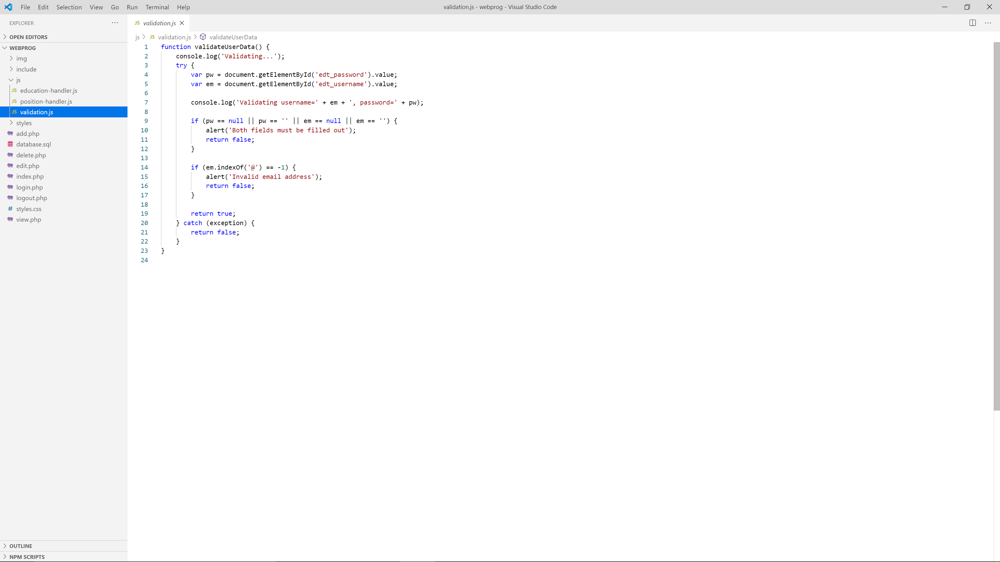 File Edit Selection View Go Run Terminal Help
validation.js - webprog - Visual Studio Code
EXPLORER
OPEN EDITORS
WEBPROG
img
include
js
JS education-handler.js
JS position-handler.js
JS validation.js
styles
add.php
database.sql
delete.php
edit.php
index.php
login.php
logout.php
# styles.css
view.php
OUTLINE
NPM SCRIPTS
JS validation.js
js > JS validation.js > validateUserData
1 function validateUserData() {
2     console.log('Validating...');
3     try {
4         var pw = document.getElementById('edt_password').value;
5         var em = document.getElementById('edt_username').value;
6
7         console.log('Validating username=' + em + ', password=' + pw);
8
9         if (pw == null || pw == '' || em == null || em == '') {
10             alert('Both fields must be filled out');
11             return false;
12         }
13
14         if (em.indexOf('@') == -1) {
15             alert('Invalid email address');
16             return false;
17         }
18
19         return true;
20     } catch (exception) {
21         return false;
22     }
23 }
24